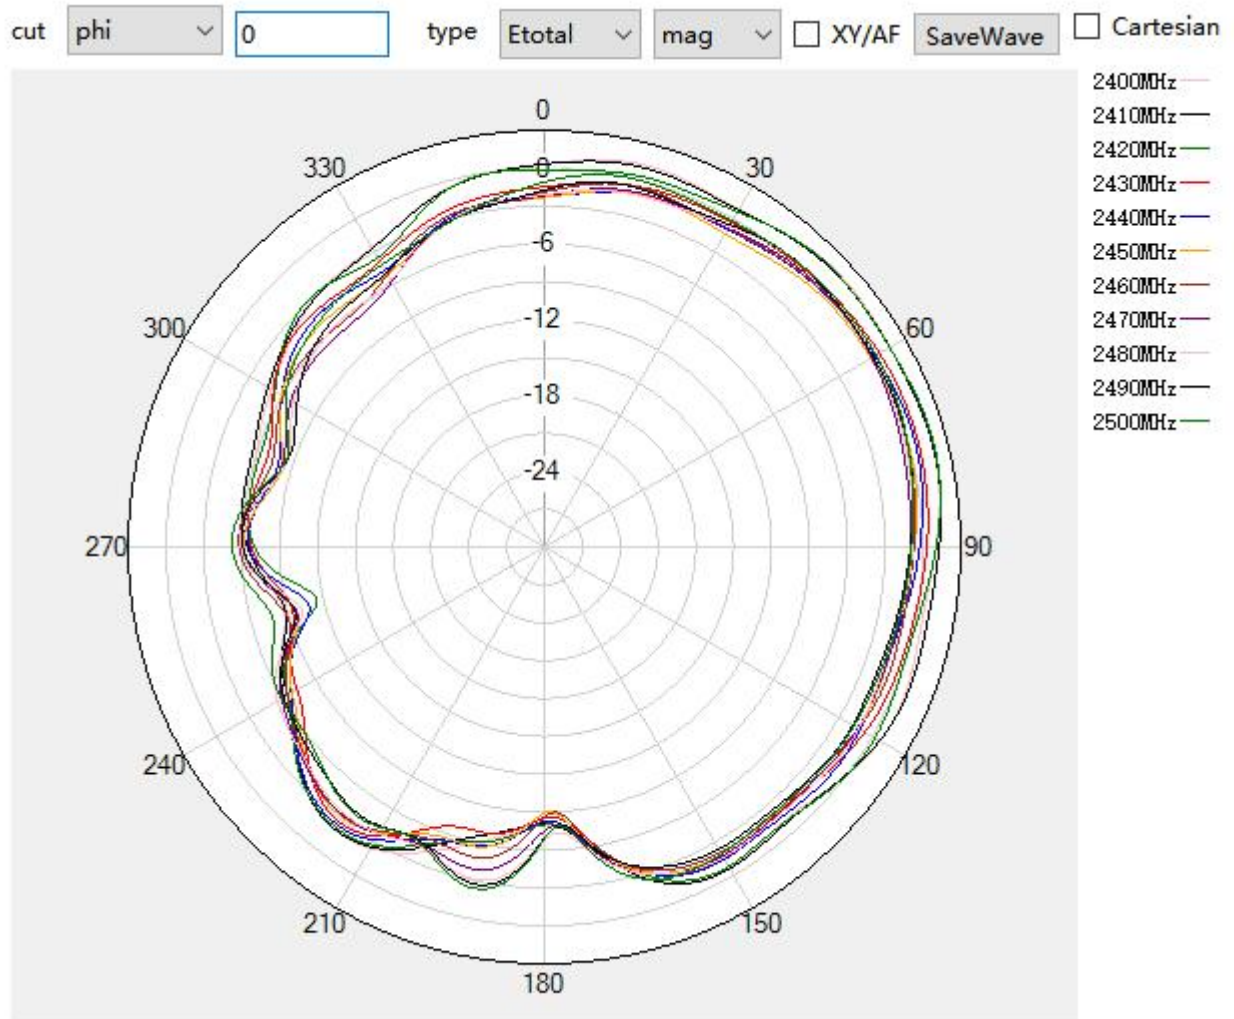 cut phi 0 type Etotal mag XY/AF SaveWave Cartesian
2400MHz
2410MHz
2420MHz
2430MHz
2440MHz
2450MHz
2460MHz
2470MHz
2480MHz
2490MHz
2500MHz
0
330 0 30
-6
300 -12 60
-18
-24
270 90
240 120
210 150
180